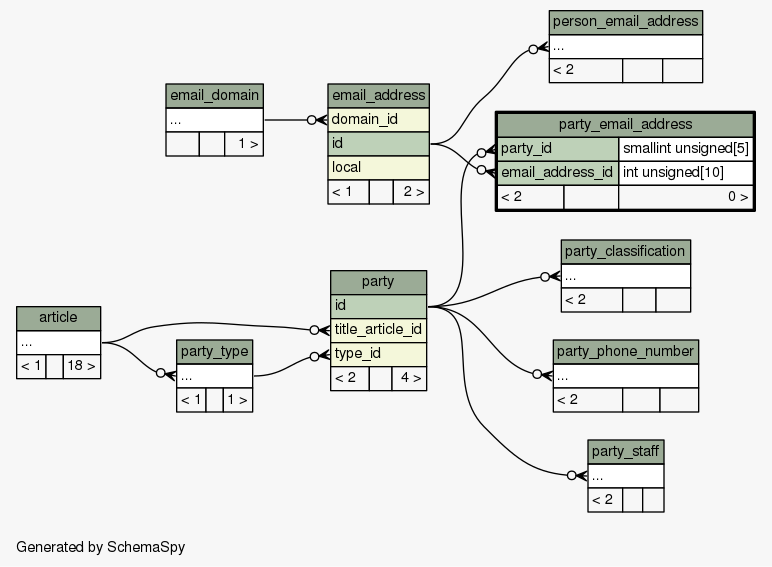 person_email_address
...
< 2
email_domain
...
1 >
email_address
domain_id
id
local
< 1 2 >
party_email_address
party_id smallint unsigned[5]
email_address_id int unsigned[10]
< 2 0 >
party_classification
...
< 2
party
id
title_article_id
type_id
< 2 4 >
article
...
< 1 18 >
party_type
...
< 1 1 >
party_phone_number
...
< 2
party_staff
...
< 2
Generated by SchemaSpy